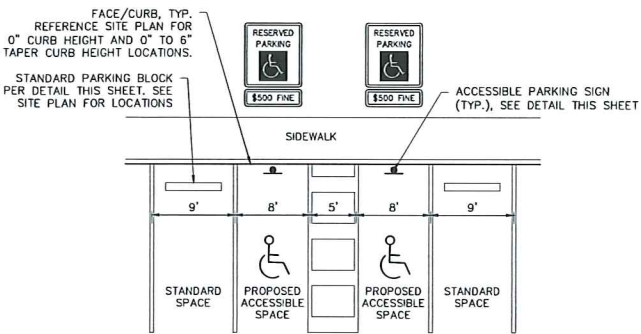 FACE/CURB, TYP.
REFERENCE SITE PLAN FOR
0" CURB HEIGHT AND 0" TO 6"
TAPER CURB HEIGHT LOCATIONS.
STANDARD PARKING BLOCK
PER DETAIL THIS SHEET. SEE
SITE PLAN FOR LOCATIONS
RESERVED
PARKING
$500 FINE
RESERVED
PARKING
$500 FINE
ACCESSIBLE PARKING SIGN
(TYP.), SEE DETAIL THIS SHEET
SIDEWALK
9' 8' 5' 8' 9'
STANDARD
SPACE
PROPOSED
ACCESSIBLE
SPACE
PROPOSED
ACCESSIBLE
SPACE
STANDARD
SPACE